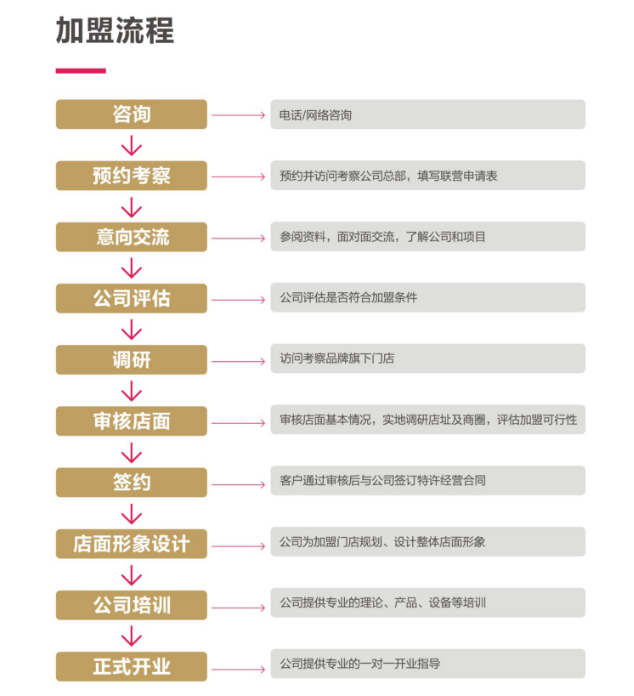 加盟流程
咨询
电话/网络咨询
预约考察
预约并访问考察公司总部，填写联营申请表
意向交流
参阅资料，面对面交流，了解公司和项目
公司评估
公司评估是否符合加盟条件
调研
访问考察品牌旗下门店
审核店面
审核店面基本情况，实地调研店址及商圈，评估加盟可行性
签约
客户通过审核后与公司签订特许经营合同
店面形象设计
公司为加盟门店规划、设计整体店面形象
公司培训
公司提供专业的理论、产品、设备等培训
正式开业
公司提供专业的一对一开业指导